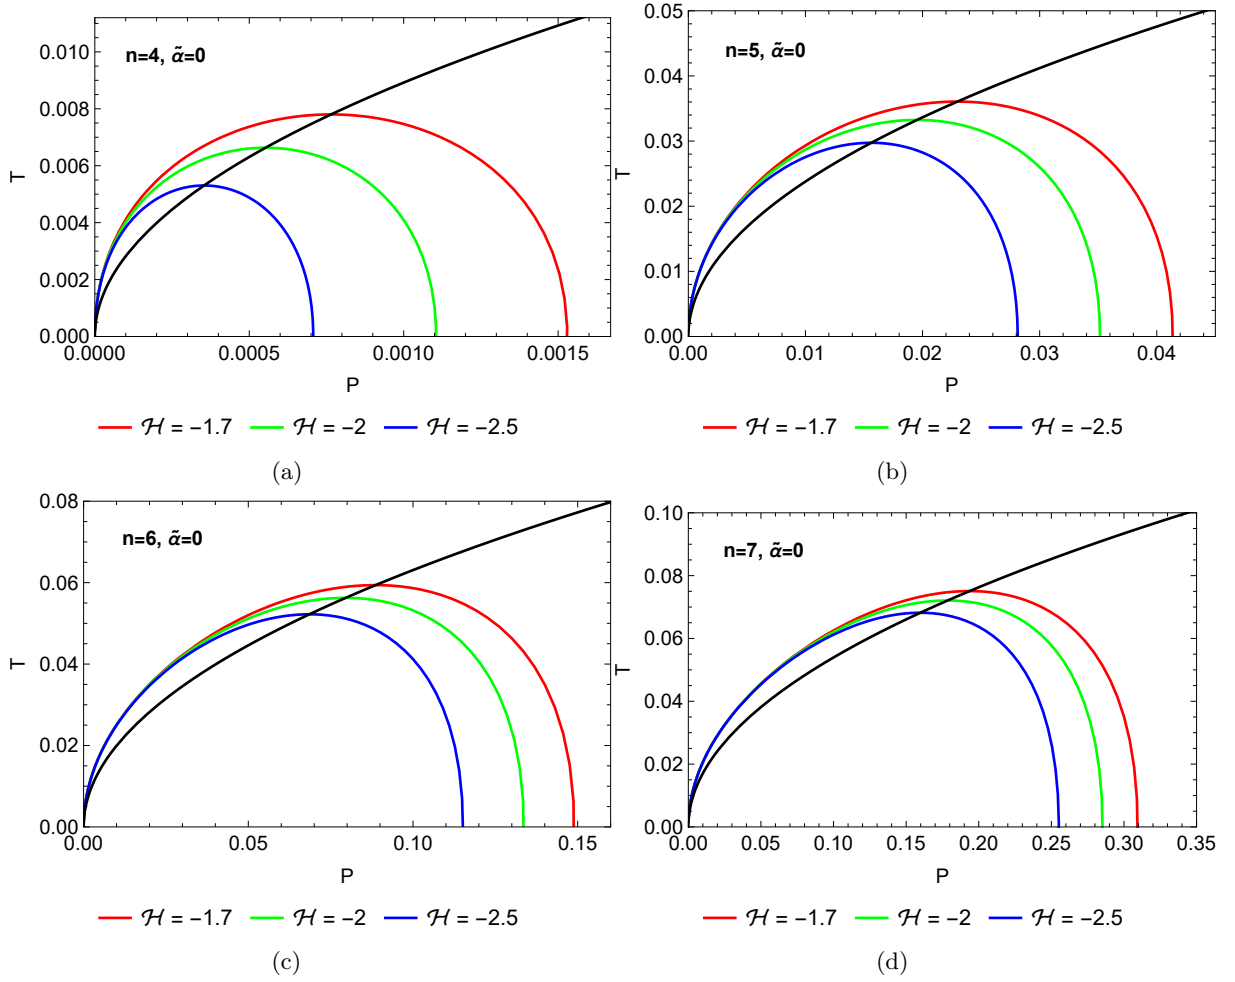 n=4, α̃=0
T
0.010
0.008
0.006
0.004
0.002
0.000
0.0000 0.0005 0.0010 0.0015
P
ℋ = −1.7 ℋ = −2 ℋ = −2.5
(a)
n=5, α̃=0
T
0.05
0.04
0.03
0.02
0.01
0.00
0.00 0.01 0.02 0.03 0.04
P
ℋ = −1.7 ℋ = −2 ℋ = −2.5
(b)
n=6, α̃=0
T
0.08
0.06
0.04
0.02
0.00
0.00 0.05 0.10 0.15
P
ℋ = −1.7 ℋ = −2 ℋ = −2.5
(c)
n=7, α̃=0
T
0.10
0.08
0.06
0.04
0.02
0.00
0.00 0.05 0.10 0.15 0.20 0.25 0.30 0.35
P
ℋ = −1.7 ℋ = −2 ℋ = −2.5
(d)